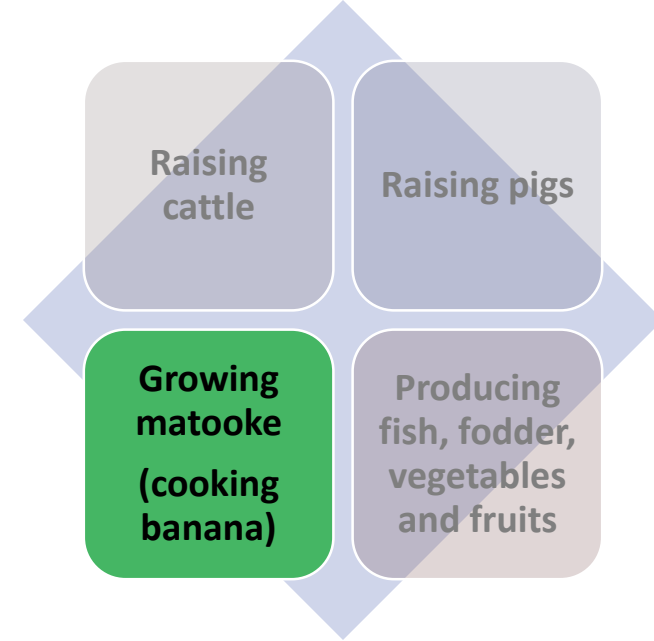 Raising
cattle
Raising pigs
Growing
matooke
(cooking
banana)
Producing
fish, fodder,
vegetables
and fruits